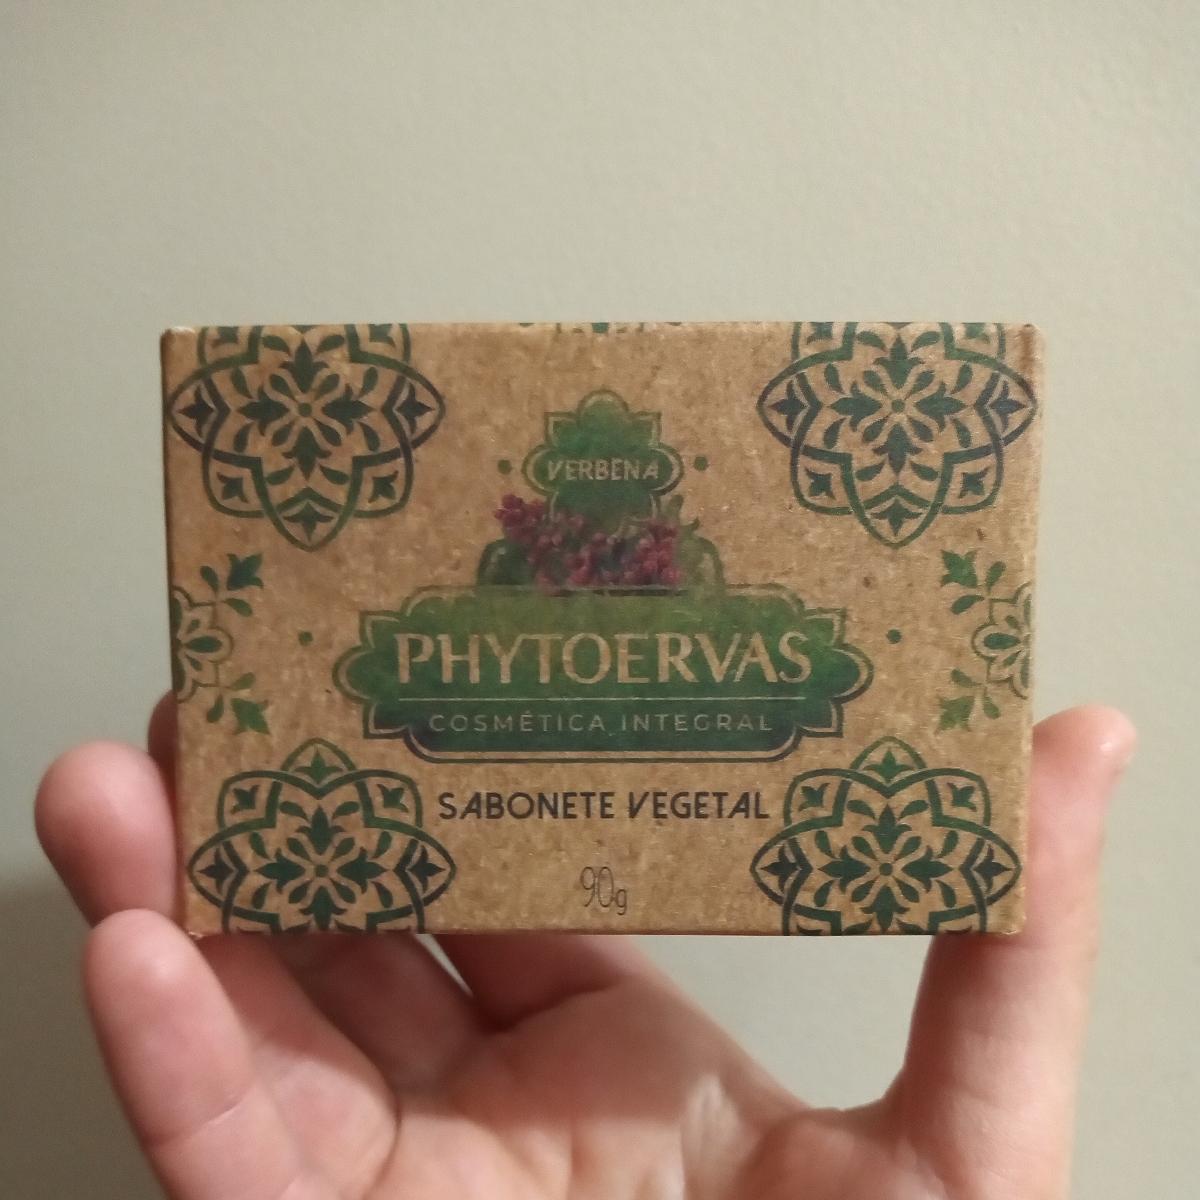 VERBENA
PHYTOERVAS
COSMÉTICA INTEGRAL
SABONETE VEGETAL
90g